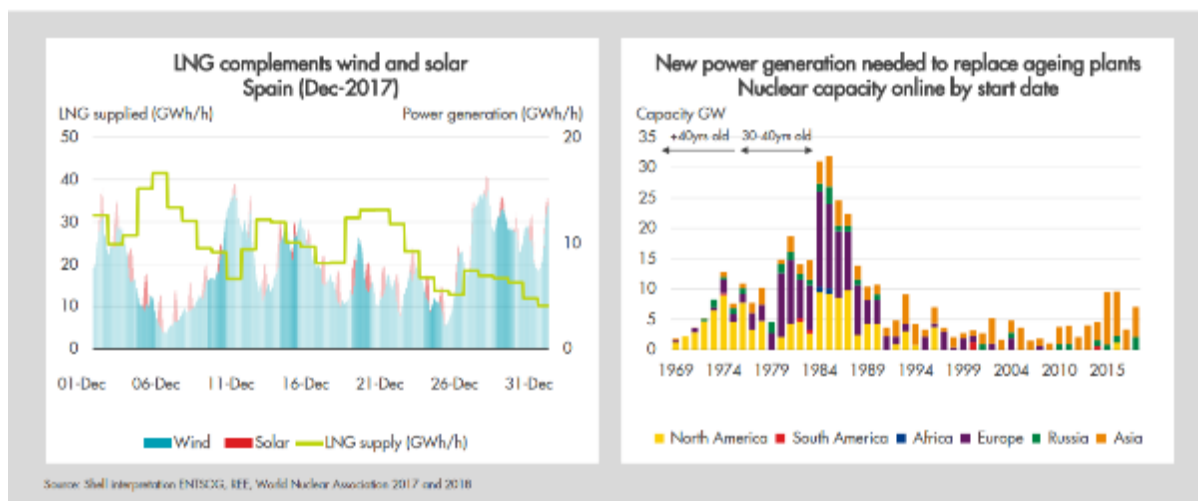 LNG complements wind and solar
Spain (Dec-2017)
LNG supplied (GWh/h) Power generation (GWh/h)
50 20
40
30
10
20
10
0 0
01-Dec 06-Dec 11-Dec 16-Dec 21-Dec 26-Dec 31-Dec
Wind Solar LNG supply (GWh/h)
New power generation needed to replace ageing plants
Nuclear capacity online by start date
Capacity GW
35 +40yrs old 30-40yrs old
30
25
20
15
10
5
0
1969 1974 1979 1984 1989 1994 1999 2004 2010 2015
North America South America Africa Europe Russia Asia
Source: Shell interpretation ENTSOG, REE, World Nuclear Association 2017 and 2018